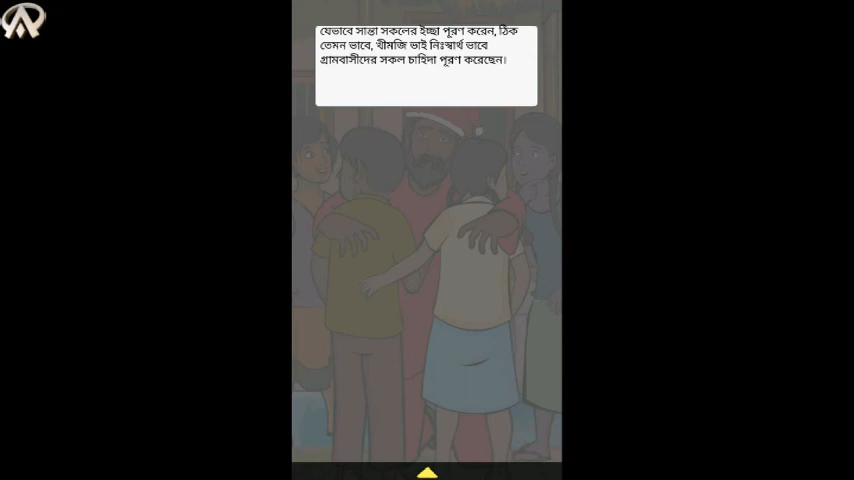 যেভাবে সান্তা সকলের ইচ্ছা পূরণ করেন, ঠিক
তেমন ভাবে, খীমজি ভাই নিঃস্বার্থ ভাবে
গ্রামবাসীদের সকল চাহিদা পূরণ করেছেন।